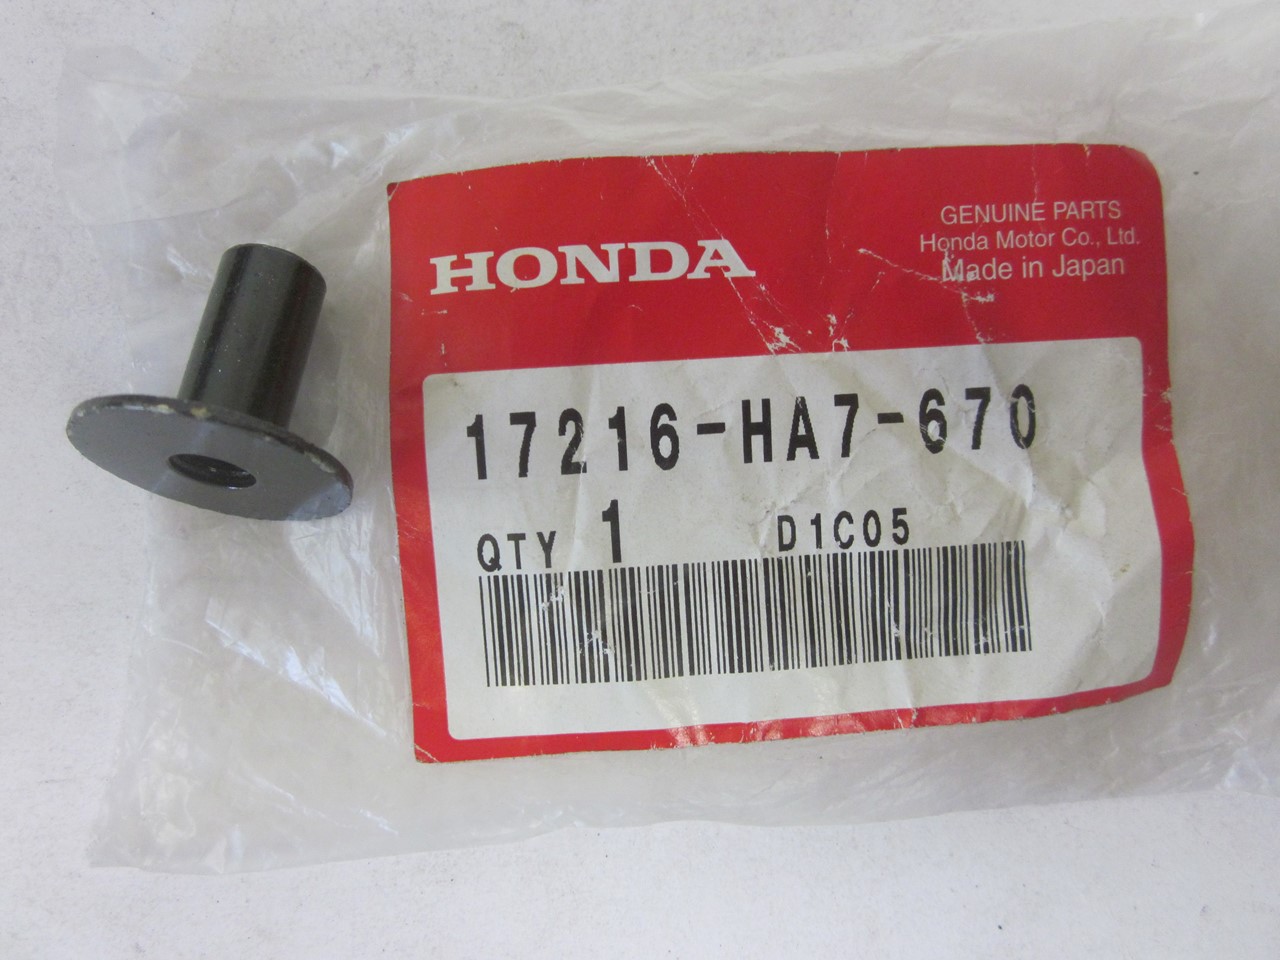 HONDA
GENUINE PARTS
Honda Motor Co., Ltd.
Made in Japan
17216-HA7-670
QTY 1 D1C05